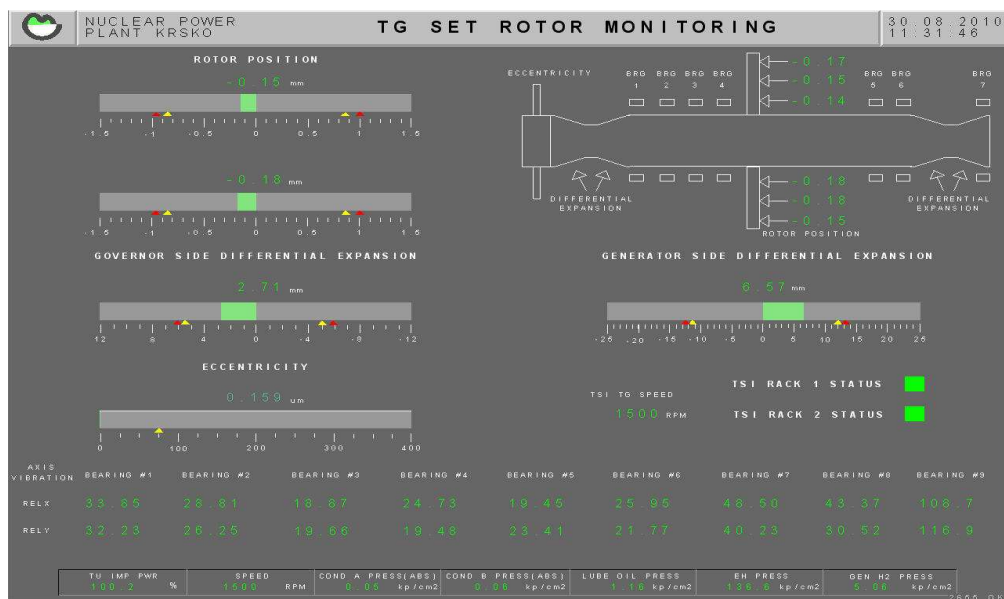 NUCLEAR POWER
PLANT KRSKO
TG SET ROTOR MONITORING
30.08.2010
11:31:46
ROTOR POSITION
-0.15 mm
-1.5 -1 -0.5 0 0.5 1 1.5
-0.18 mm
-1.5 -1 -0.5 0 0.5 1 1.5
ECCENTRICITY
BRG 1 BRG 2 BRG 3 BRG 4 BRG 5 BRG 6 BRG 7
-0.17
-0.15
-0.14
DIFFERENTIAL
EXPANSION
-0.18
-0.18
-0.15
ROTOR POSITION
DIFFERENTIAL
EXPANSION
GOVERNOR SIDE DIFFERENTIAL EXPANSION
2.71 mm
12 8 4 0 -4 -8 -12
GENERATOR SIDE DIFFERENTIAL EXPANSION
6.57 mm
-25 -20 -15 -10 -5 0 5 10 15 20 25
ECCENTRICITY
0.159 um
0 100 200 300 400
TSI TG SPEED
1500 RPM
TSI RACK 1 STATUS
TSI RACK 2 STATUS
AXIS
VIBRATION BEARING #1 BEARING #2 BEARING #3 BEARING #4 BEARING #5 BEARING #6 BEARING #7 BEARING #8 BEARING #9
RELX 33.85 28.81 18.87 24.73 19.45 25.95 48.50 43.37 108.7
RELY 32.23 26.25 19.66 19.48 23.41 21.77 40.23 30.52 116.9
TU IMP PWR SPEED COND A PRESS(ABS) COND B PRESS(ABS) LUBE OIL PRESS EH PRESS GEN H2 PRESS
100.2 % 1500 RPM 0.05 kp/cm2 0.06 kp/cm2 1.16 kp/cm2 136.6 kp/cm2 5.06 kp/cm2